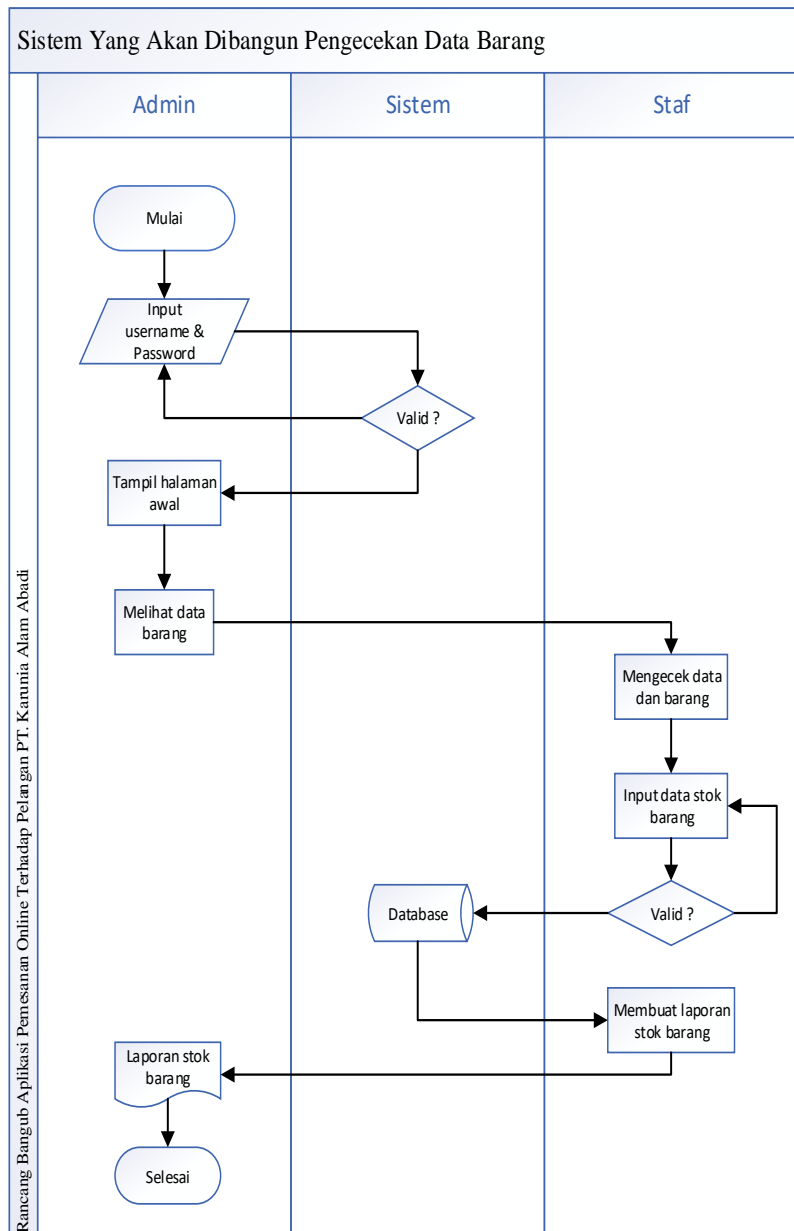 Sistem Yang Akan Dibangun Pengecekan Data Barang
Rancang Bangub Aplikasi Pemesanan Online Terhadap Pelangan PT. Karunia Alam Abadi
Admin
Sistem
Staf
Mulai
Input
username &
Password
Valid ?
Tampil halaman
awal
Melihat data
barang
Mengecek data
dan barang
Input data stok
barang
Valid ?
Database
Membuat laporan
stok barang
Laporan stok
barang
Selesai